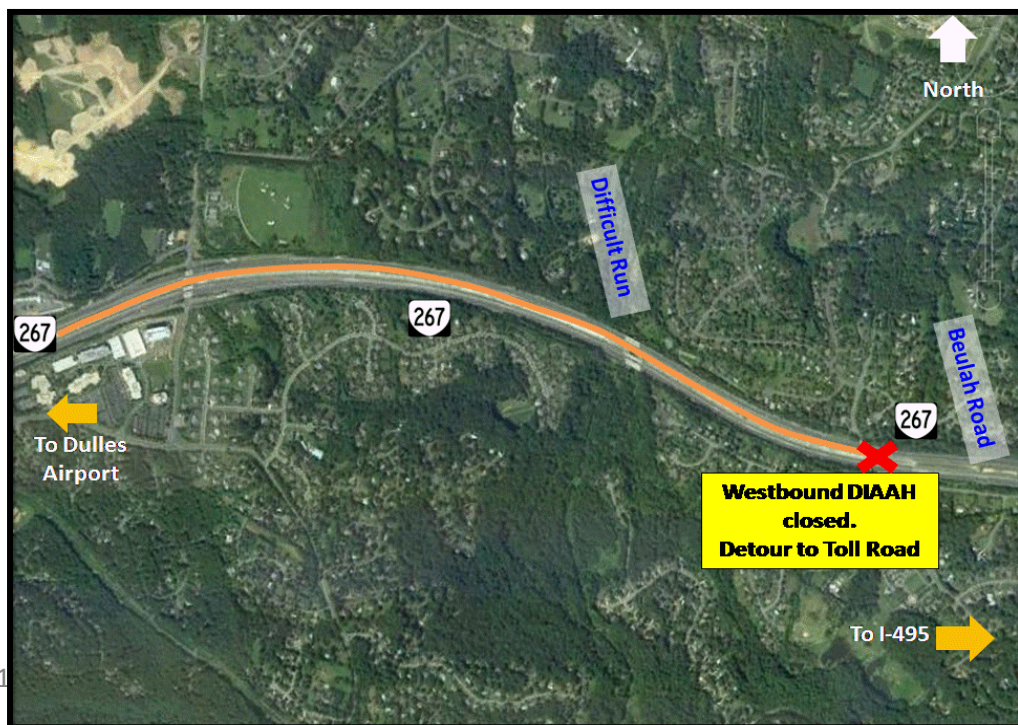 North
Difficult Run
267
267
Beulah Road
267
To Dulles
Airport
Westbound DIAAH
closed.
Detour to Toll Road
To I-495
1